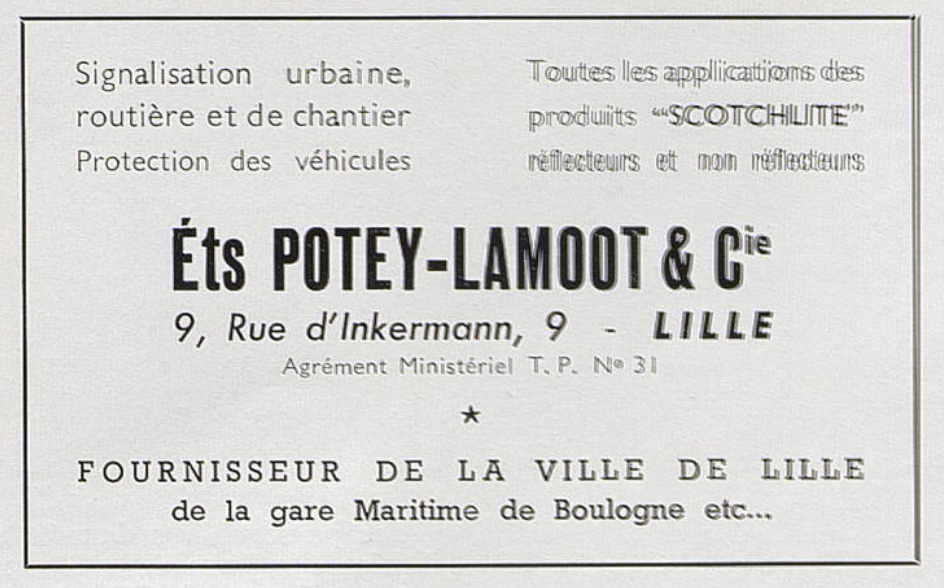 Signalisation urbaine,
routière et de chantier
Protection des véhicules
Toutes les applications des
produits "SCOTCHLITE"
réflecteurs et non réflecteurs
Éts POTEY-LAMOOT & Cie
9, Rue d'Inkermann, 9 - LILLE
Agrément Ministériel T. P. Nº 31
★
FOURNISSEUR DE LA VILLE DE LILLE
de la gare Maritime de Boulogne etc...